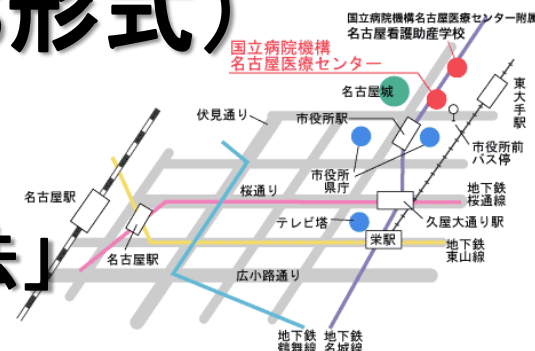 形式）
国立病院機構名古屋医療センター附属
名古屋看護助産学校
国立病院機構
名古屋医療センター
名古屋城
東大手駅
伏見通り
市役所駅
市役所前
バス停
市役所
県庁
名古屋駅
桜通り
地下鉄
桜通線
テレビ塔
久屋大通り駅
栄駅
名古屋駅
地下鉄
東山線
広小路通り
法」
地下鉄
鶴舞線
地下鉄
名城線